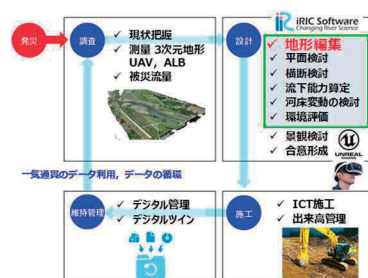 iRIC Software
Changing River Science
発災
調査
✓ 現状把握
✓ 測量 3次元地形
UAV，ALB
✓ 被災流量
設計
✓ 地形編集
✓ 平面検討
✓ 横断検討
✓ 流下能力算定
✓ 河床変動の検討
✓ 環境評価
✓ 景観検討
✓ 合意形成
UNREAL
一気通貫のデータ利用，データの循環
維持管理
✓ デジタル管理
✓ デジタルツイン
施工
✓ ICT施工
✓ 出来高管理